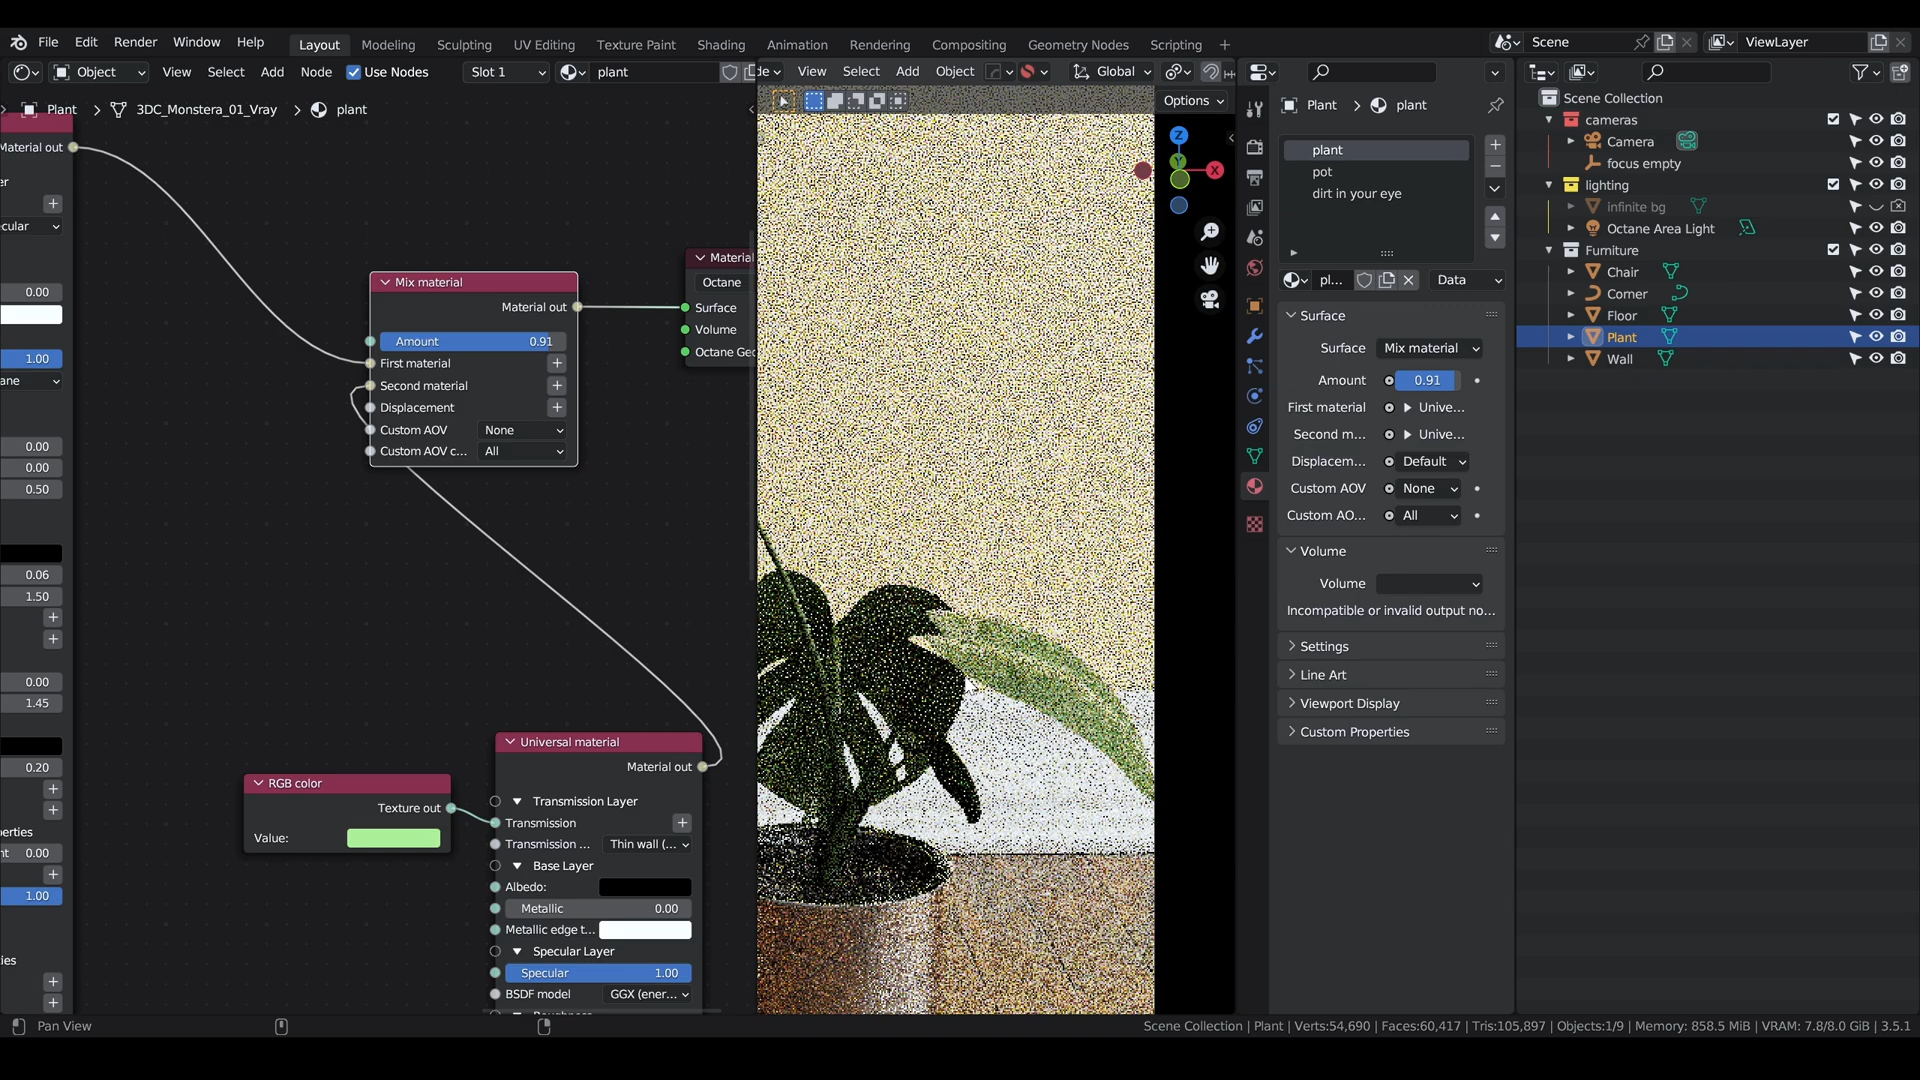 File Edit Render Window Help Layout Modeling Sculpting UV Editing Texture Paint Shading Animation Rendering Compositing Geometry Nodes Scripting + Scene ViewLayer
Object View Select Add Node Use Nodes Slot 1 plant
de View Select Add Object Global
Options
Plant > 3DC_Monstera_01_Vray > plant
Material out
er
cular
0.00
1.00
ane
0.00
0.00
0.50
0.06
1.50
0.00
1.45
0.20
erties
nt 0.00
1.00
ies
Mix material
Material out
Amount 0.91
First material
Second material
Displacement
Custom AOV None
Custom AOV c... All
Material
Octane
Surface
Volume
Octane Geo
RGB color
Texture out
Value:
Universal material
Material out
Transmission Layer
Transmission
Transmission ... Thin wall (...
Base Layer
Albedo:
Metallic 0.00
Metallic edge t...
Specular Layer
Specular 1.00
BSDF model GGX (ener...
Z
Y
X
Plant > plant
plant
pot
dirt in your eye
pl... Data
Surface
Surface Mix material
Amount 0.91
First material Unive...
Second m... Unive...
Displacem... Default
Custom AOV None
Custom AO... All
Volume
Volume
Incompatible or invalid output no...
Settings
Line Art
Viewport Display
Custom Properties
Scene Collection
cameras
Camera
focus empty
lighting
infinite bg
Octane Area Light
Furniture
Chair
Corner
Floor
Plant
Wall
Pan View
Scene Collection | Plant | Verts:54,690 | Faces:60,417 | Tris:105,897 | Objects:1/9 | Memory: 858.5 MiB | VRAM: 7.8/8.0 GiB | 3.5.1